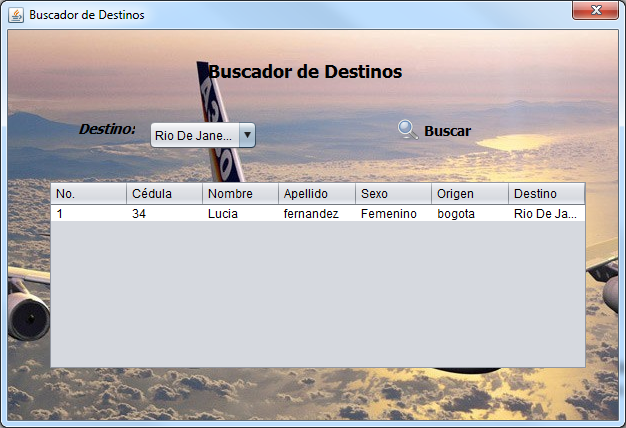 Buscador de Destinos
Buscador de Destinos
Destino: Rio De Jane... Buscar
No. Cédula Nombre Apellido Sexo Origen Destino
1 34 Lucia fernandez Femenino bogota Rio De Ja...
A380